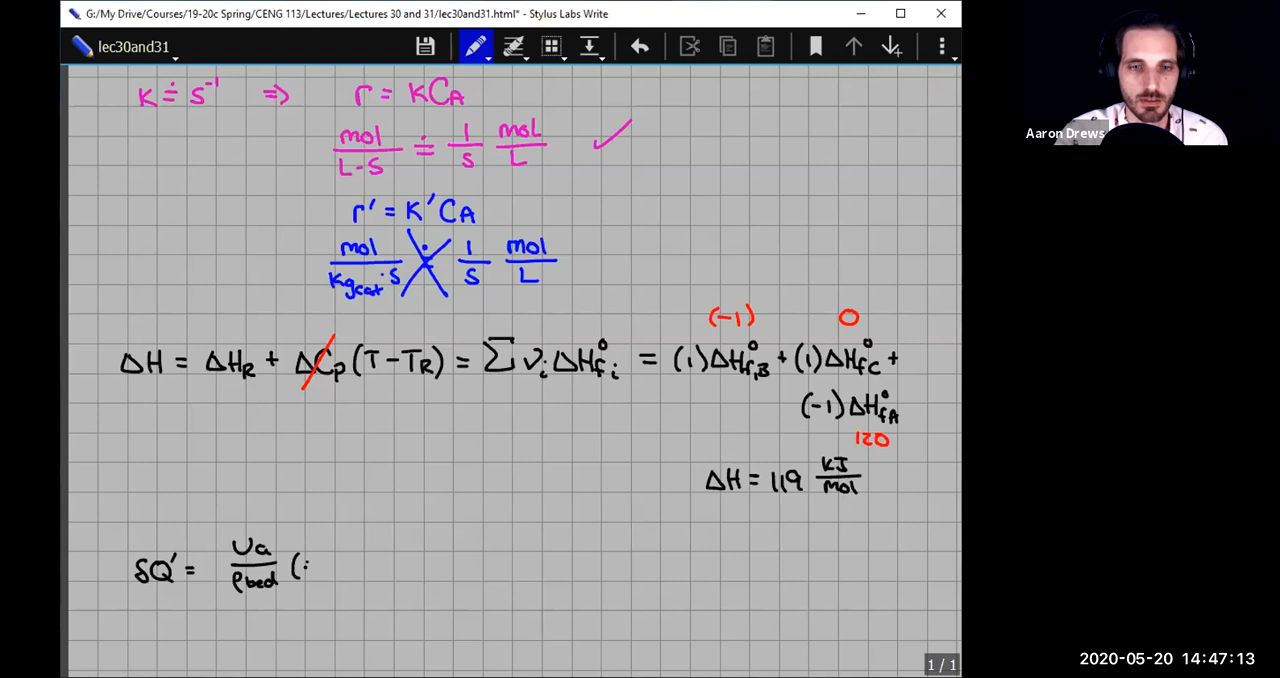 G:/My Drive/Courses/19-20c Spring/CENG 113/Lectures/Lectures 30 and 31/lec30and31.html* - Stylus Labs Write
lec30and31
Aaron Drews
K ≐ s⁻¹ ⇒ r = KCA
mol/L-S ≐ 1/s mol/L ✓
r' = K'CA
mol/Kgcat·s ≐ 1/s mol/L
(-1) 0
ΔH = ΔHR + ΔCp(T-TR) = Σ νi ΔH°fi = (1)ΔH°f,B + (1)ΔH°fC +
(-1)ΔH°fA
120
ΔH = 119 KJ/mol
δQ' = Ua/ρbed (
1 / 1
2020-05-20 14:47:13